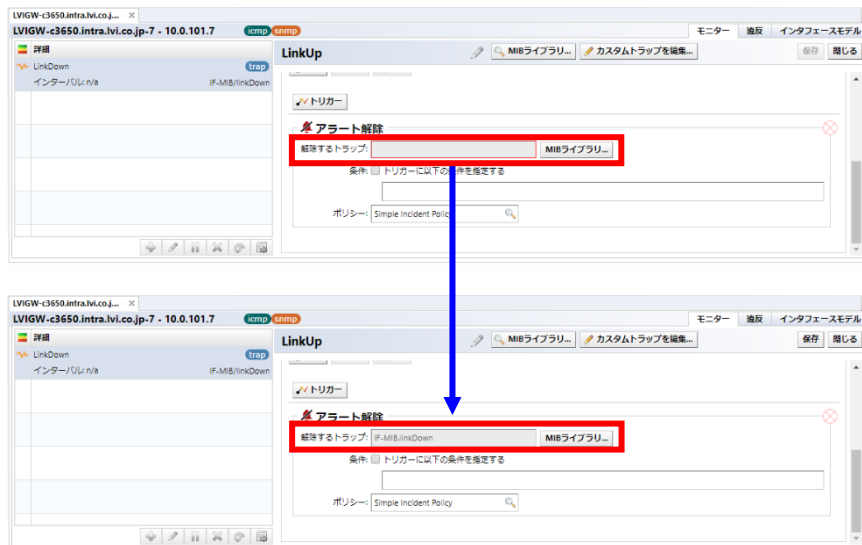 LVIGW-c3650.intra.lvi.co.j... ×
LVIGW-c3650.intra.lvi.co.jp-7 - 10.0.101.7 icmp snmp モニター 違反 インタフェースモデル
詳細
LinkUp MIBライブラリ... カスタムトラップを編集... 保存 閉じる
LinkDown trap
インターバル: n/a IF-MIB/linkDown
トリガー
アラート解除
解除するトラップ: MIBライブラリ...
条件: トリガーに以下の条件を指定する
ポリシー: Simple Incident Policy
LVIGW-c3650.intra.lvi.co.j... ×
LVIGW-c3650.intra.lvi.co.jp-7 - 10.0.101.7 icmp snmp モニター 違反 インタフェースモデル
詳細
LinkUp MIBライブラリ... カスタムトラップを編集... 保存 閉じる
LinkDown trap
インターバル: n/a IF-MIB/linkDown
トリガー
アラート解除
解除するトラップ: IF-MIB/linkDown MIBライブラリ...
条件: トリガーに以下の条件を指定する
ポリシー: Simple Incident Policy